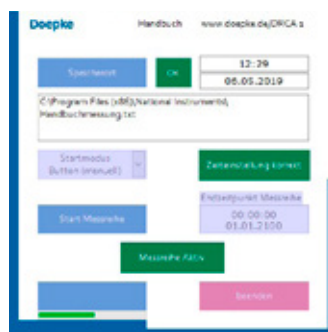 Doepke Handbuch www.doepke.de/DRCA 1
Speicherort OK 12:29
06.05.2019
C:\Program Files (x86)\National Instruments\
Handbuchmessung.txt
Startmodus
Button (manuell) Zeiteinstellung korrekt
Endzeitpunkt Messreihe
Start Messreihe 00:00:00
01.01.2100
Messreihe Aktiv
Beenden